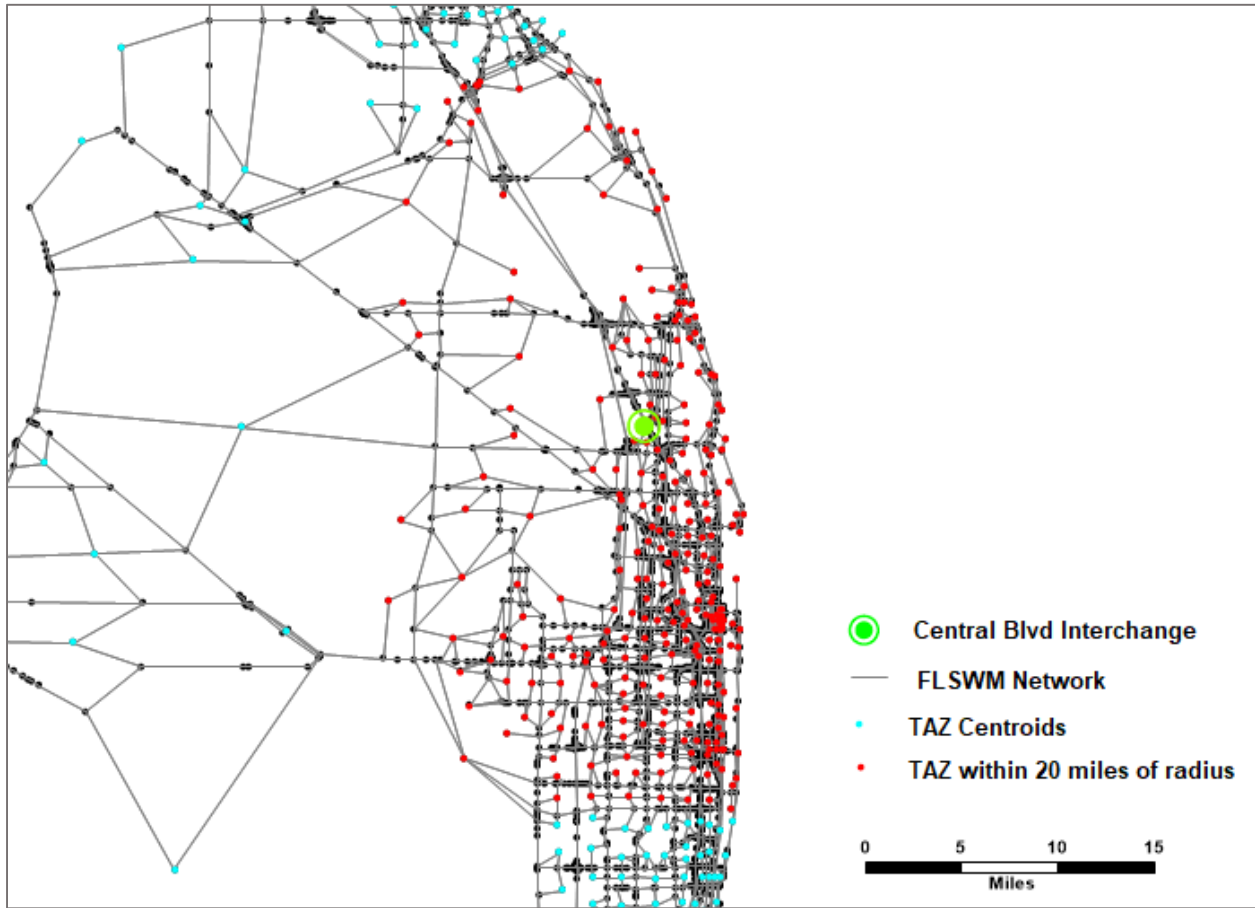 Central Blvd Interchange
FLSWM Network
TAZ Centroids
TAZ within 20 miles of radius
0 5 10 15
Miles